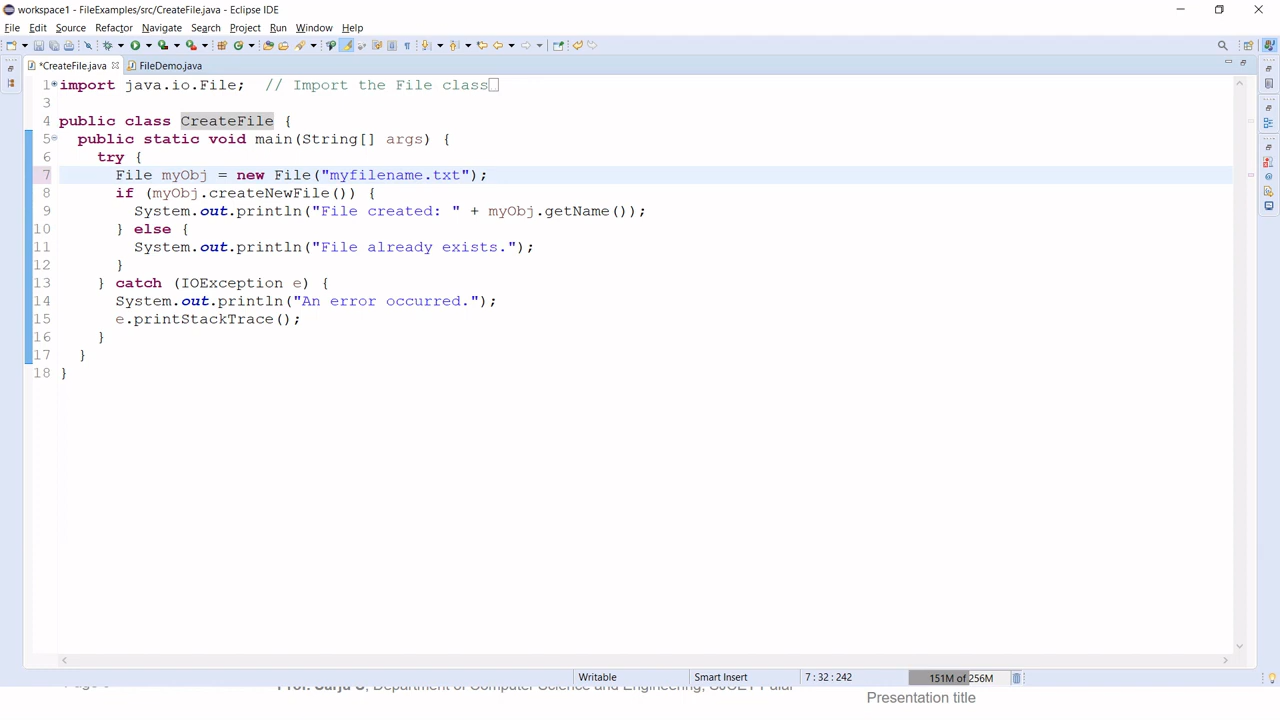 workspace1 - FileExamples/src/CreateFile.java - Eclipse IDE
File Edit Source Refactor Navigate Search Project Run Window Help
*CreateFile.java FileDemo.java
1 import java.io.File; // Import the File class
3
4 public class CreateFile {
5 public static void main(String[] args) {
6 try {
7 File myObj = new File("myfilename.txt");
8 if (myObj.createNewFile()) {
9 System.out.println("File created: " + myObj.getName());
10 } else {
11 System.out.println("File already exists.");
12 }
13 } catch (IOException e) {
14 System.out.println("An error occurred.");
15 e.printStackTrace();
16 }
17 }
18 }
Writable Smart Insert 7 : 32 : 242 151M of 256M
Department of Computer Science and Engineering,
Presentation title